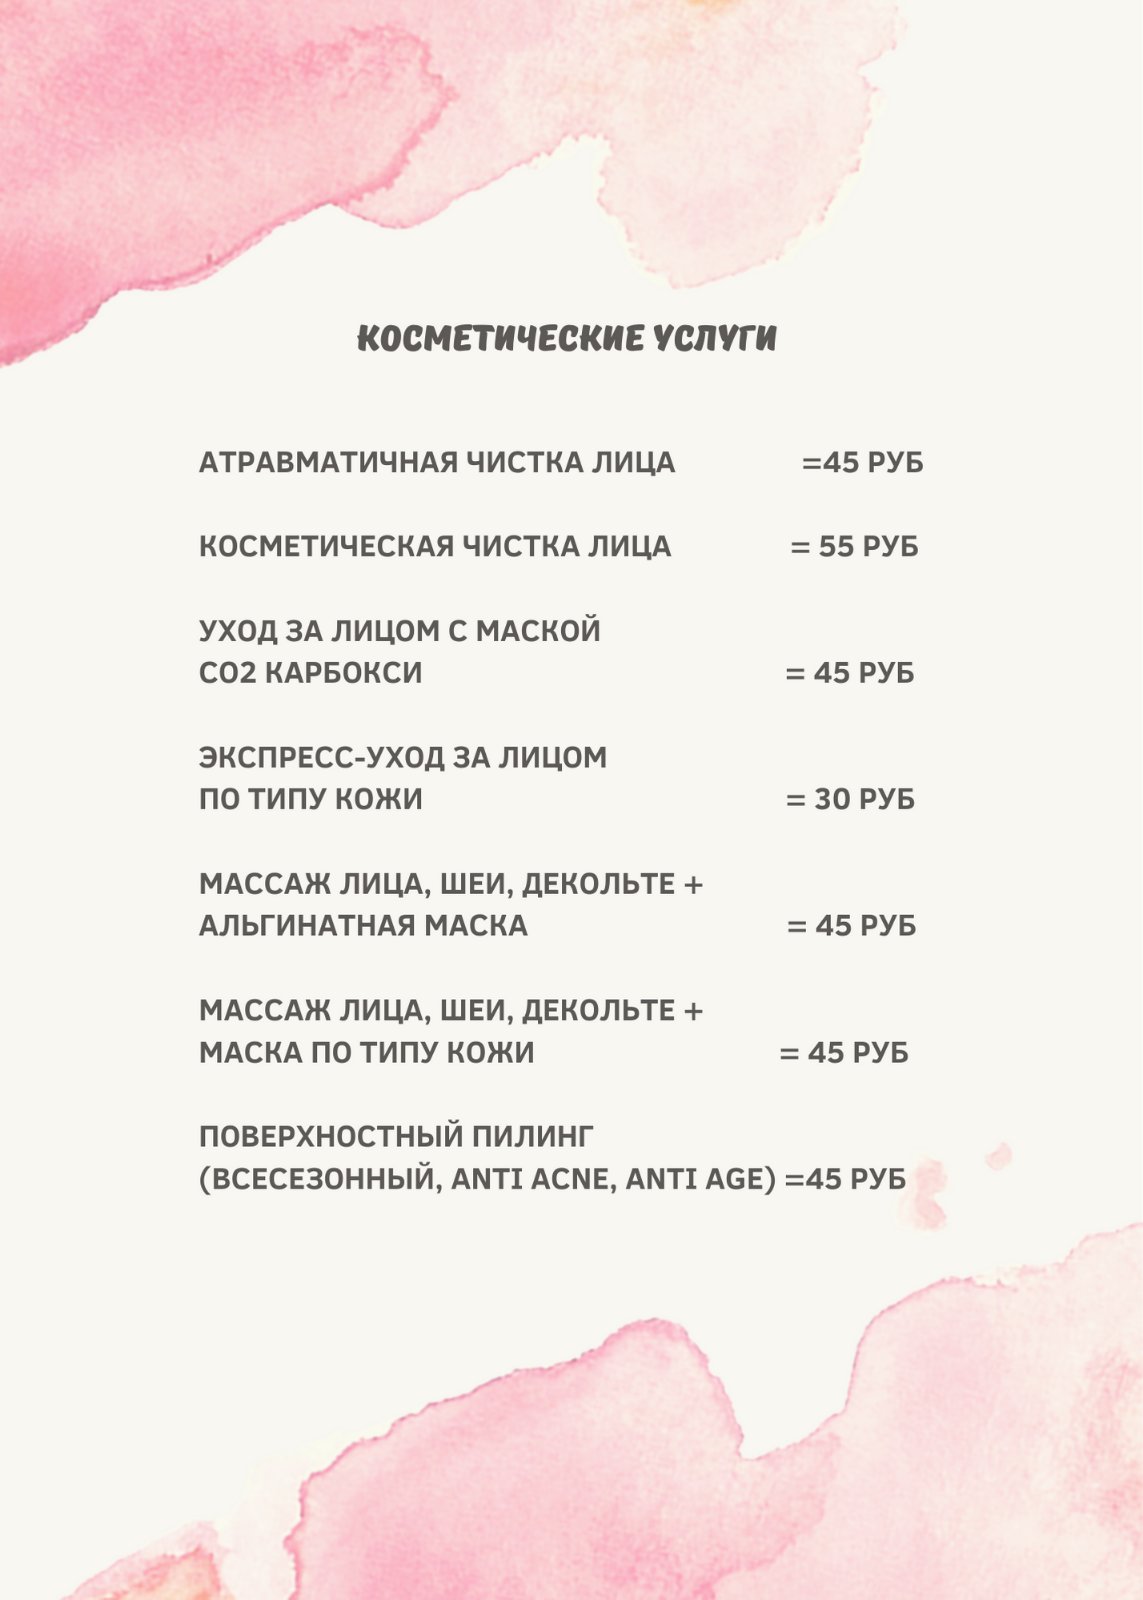 КОСМЕТИЧЕСКИЕ УСЛУГИ
АТРАВМАТИЧНАЯ ЧИСТКА ЛИЦА =45 РУБ
КОСМЕТИЧЕСКАЯ ЧИСТКА ЛИЦА = 55 РУБ
УХОД ЗА ЛИЦОМ С МАСКОЙ
СО2 КАРБОКСИ = 45 РУБ
ЭКСПРЕСС-УХОД ЗА ЛИЦОМ
ПО ТИПУ КОЖИ = 30 РУБ
МАССАЖ ЛИЦА, ШЕИ, ДЕКОЛЬТЕ +
АЛЬГИНАТНАЯ МАСКА = 45 РУБ
МАССАЖ ЛИЦА, ШЕИ, ДЕКОЛЬТЕ +
МАСКА ПО ТИПУ КОЖИ = 45 РУБ
ПОВЕРХНОСТНЫЙ ПИЛИНГ
(ВСЕСЕЗОННЫЙ, ANTI ACNE, ANTI AGE) =45 РУБ